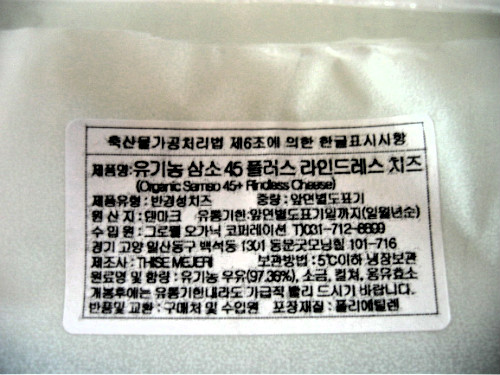 축산물가공처리법 제6조에 의한 한글표시사항
제품명:유기농 삼소 45 플러스 라인드레스 치즈
(Organic Samso 45+ Rindless Cheese)
제품유형 : 반경성치즈 중량 : 앞면별도표기
원 산 지 : 덴마크 유통기한:앞면별도표기일까지(일월년순)
수 입 원 : 그로웰 오가닉 코퍼레이션 T)031-712-8699
경기 고양 일산동구 백석동 1301 동문굿모닝힐 101-716
제조사 : THISE MEJERI 보관방법 : 5℃이하 냉장보관
원료명 및 함량 : 유기농 우유(97.36%), 소금, 컬쳐, 응유효소
개봉후에는 유통기한내라도 가급적 빨리 드시기 바랍니다.
반품및교환 : 구매처 및 수입원 포장재질 : 폴리에틸렌